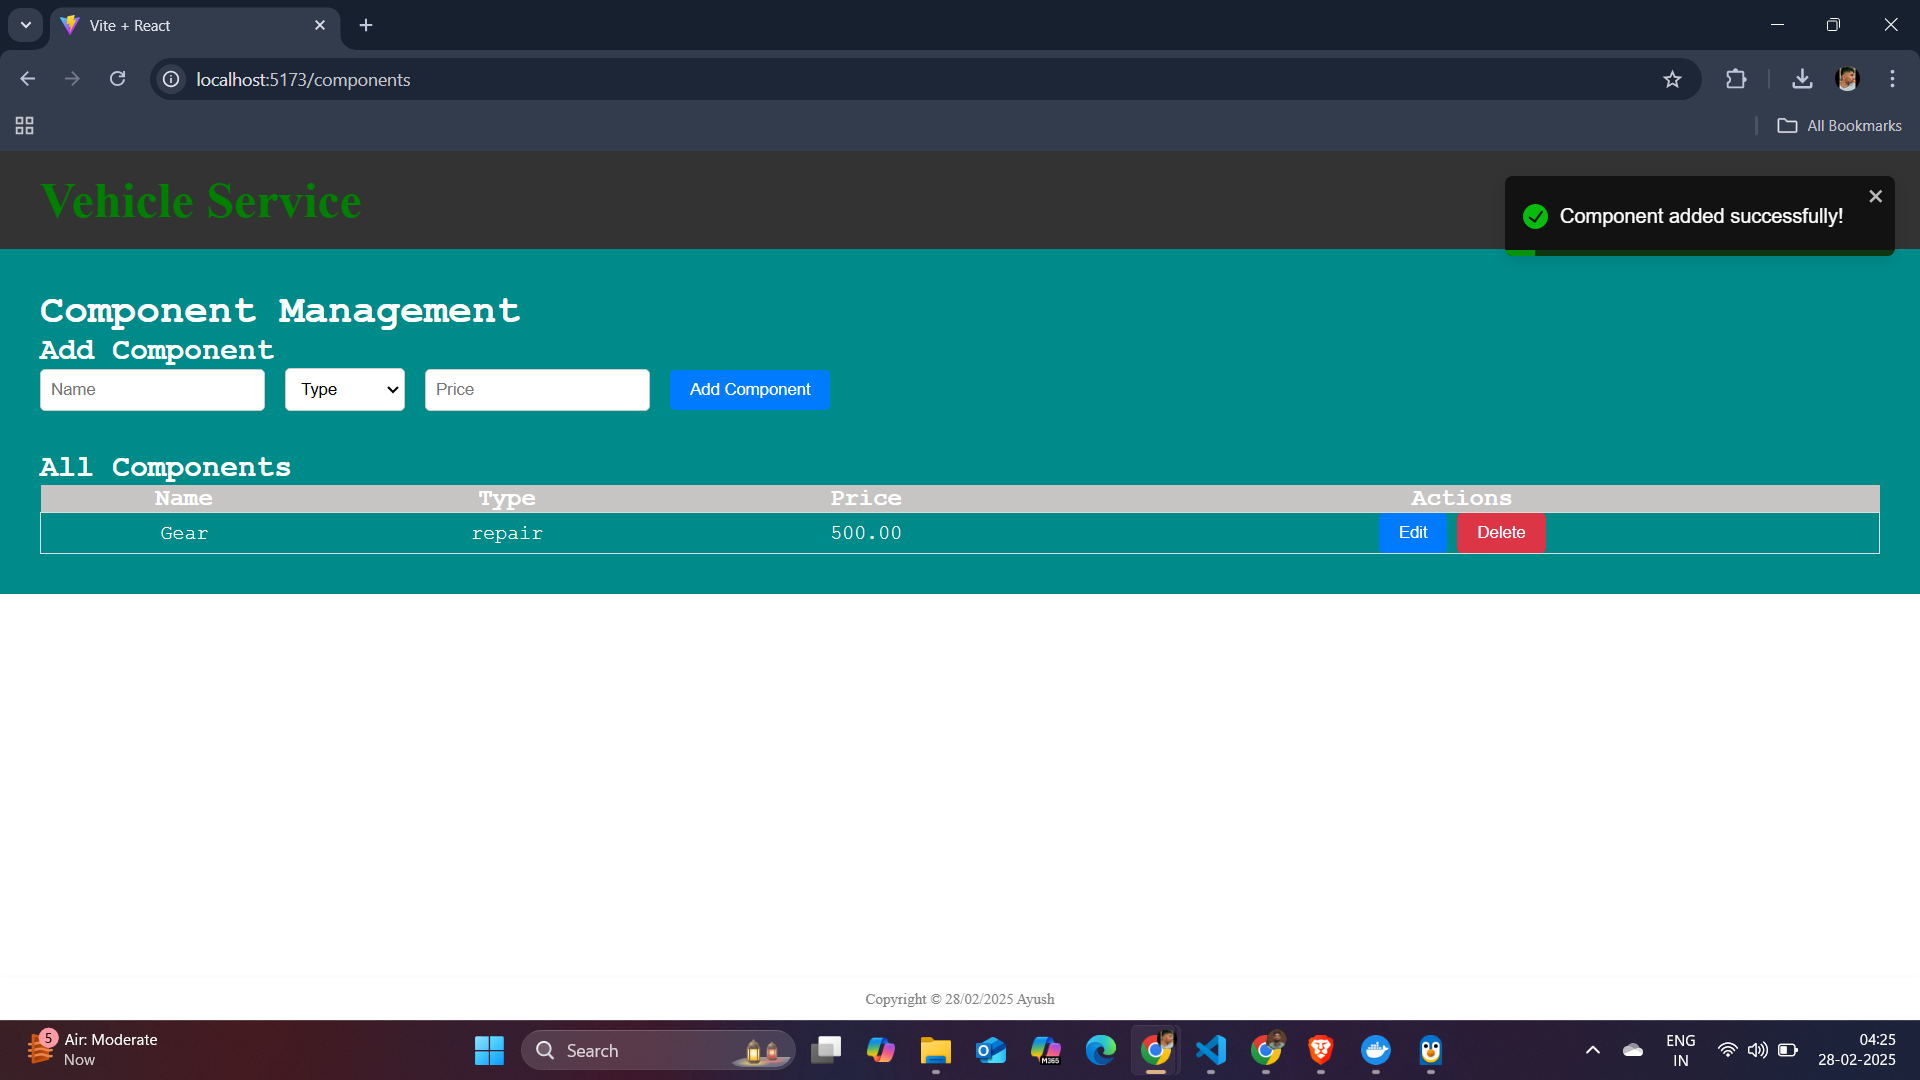 Vite + React
localhost:5173/components
All Bookmarks
Vehicle Service
Component added successfully!
Component Management
Add Component
Name Type Price Add Component
All Components
Name Type Price Actions
Gear repair 500.00 Edit Delete
Copyright © 28/02/2025 Ayush
5 Air: Moderate
Now
Search
M365
ENG
IN
04:25
28-02-2025